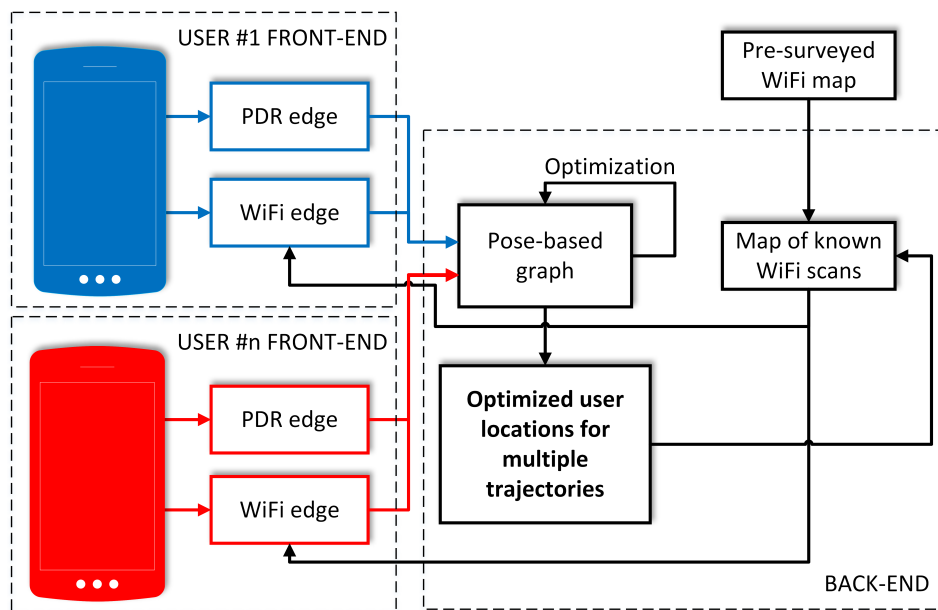 USER #1 FRONT-END
PDR edge
WiFi edge
USER #n FRONT-END
PDR edge
WiFi edge
Pre-surveyed
WiFi map
Optimization
Pose-based
graph
Map of known
WiFi scans
Optimized user
locations for
multiple
trajectories
BACK-END